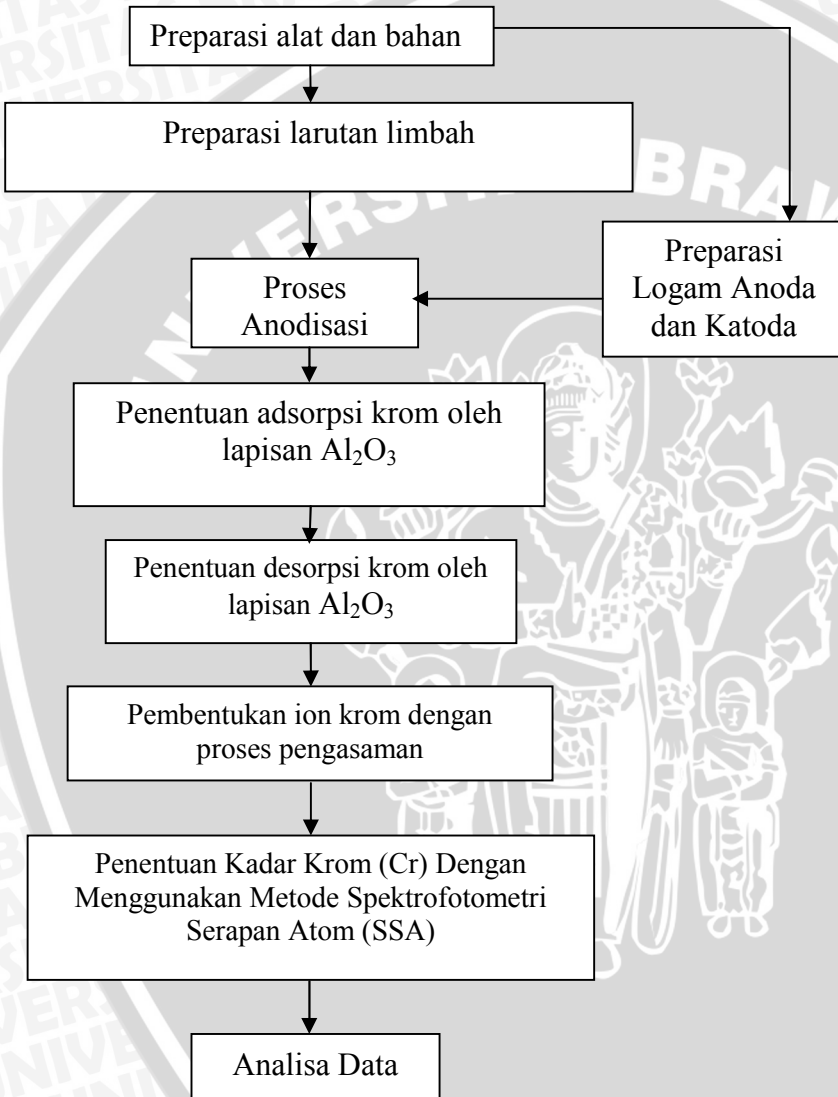 Preparasi alat dan bahan
Preparasi larutan limbah
Preparasi
Logam Anoda
dan Katoda
Proses
Anodisasi
Penentuan adsorpsi krom oleh
lapisan Al₂O₃
Penentuan desorpsi krom oleh
lapisan Al₂O₃
Pembentukan ion krom dengan
proses pengasaman
Penentuan Kadar Krom (Cr) Dengan
Menggunakan Metode Spektrofotometri
Serapan Atom (SSA)
Analisa Data